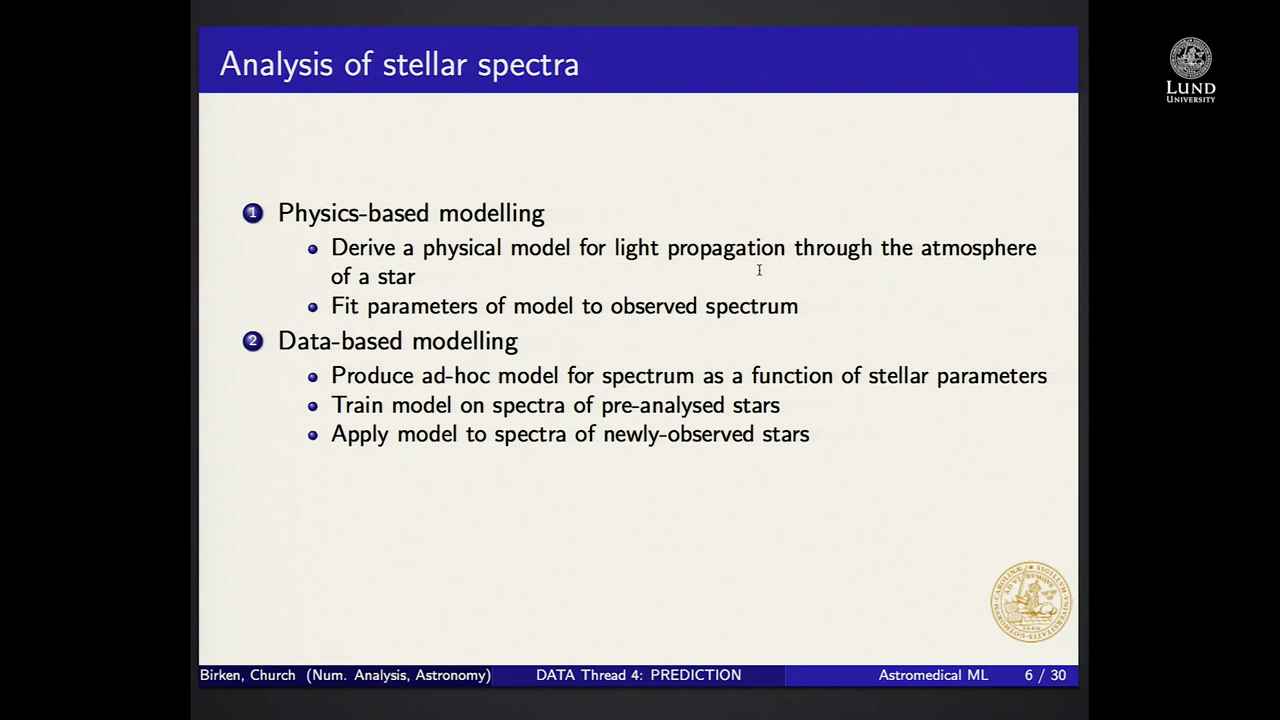 Analysis of stellar spectra
LUND
UNIVERSITY
1 Physics-based modelling
Derive a physical model for light propagation through the atmosphere
of a star
Fit parameters of model to observed spectrum
2 Data-based modelling
Produce ad-hoc model for spectrum as a function of stellar parameters
Train model on spectra of pre-analysed stars
Apply model to spectra of newly-observed stars
Birken, Church (Num. Analysis, Astronomy) DATA Thread 4: PREDICTION Astromedical ML 6 / 30